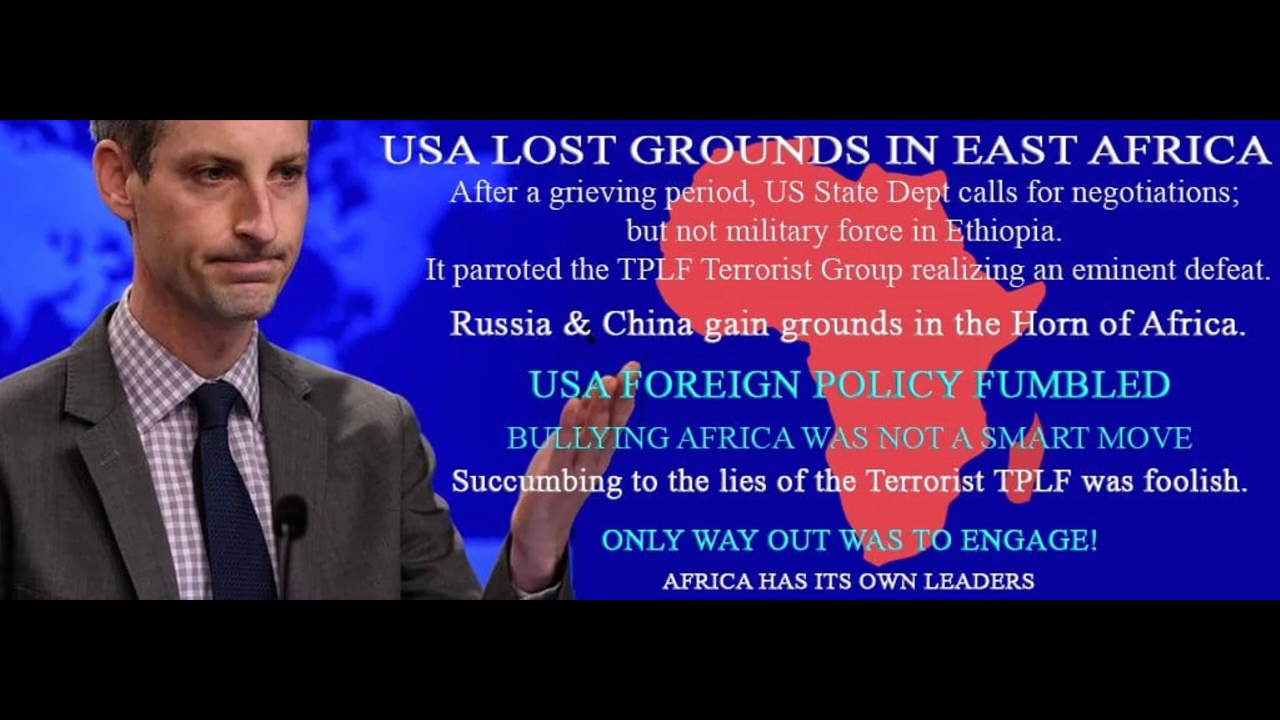 USA LOST GROUNDS IN EAST AFRICA
After a grieving period, US State Dept calls for negotiations;
but not military force in Ethiopia.
It parroted the TPLF Terrorist Group realizing an eminent defeat.
Russia & China gain grounds in the Horn of Africa.
USA FOREIGN POLICY FUMBLED
BULLYING AFRICA WAS NOT A SMART MOVE
Succumbing to the lies of the Terrorist TPLF was foolish.
ONLY WAY OUT WAS TO ENGAGE!
AFRICA HAS ITS OWN LEADERS